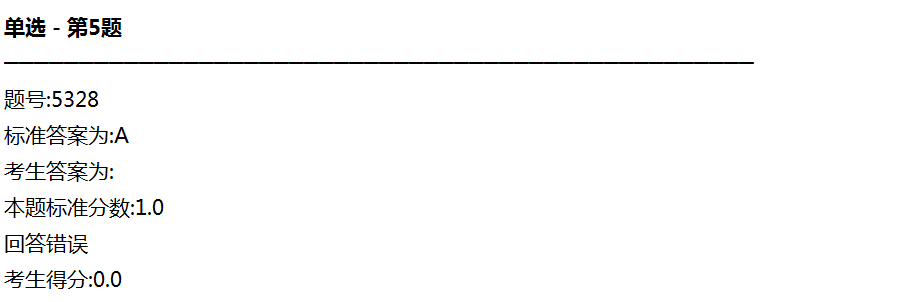 单选 - 第5题
题号:5328
标准答案为:A
考生答案为:
本题标准分数:1.0
回答错误
考生得分:0.0